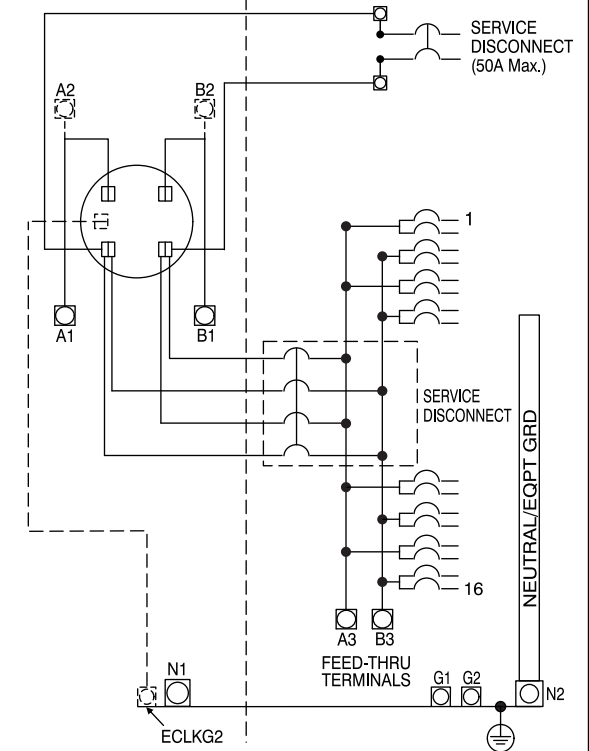 SERVICE
DISCONNECT
(50A Max.)
A2
B2
1
A1
B1
SERVICE
DISCONNECT
NEUTRAL/EQPT GRD
16
A3
B3
FEED-THRU
TERMINALS
N1
G1
G2
N2
ECLKG2